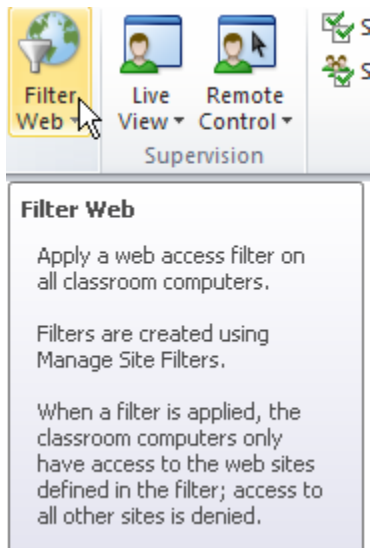 Filter
Web
Live
View
Remote
Control
Supervision
S
S
Filter Web
Apply a web access filter on
all classroom computers.
Filters are created using
Manage Site Filters.
When a filter is applied, the
classroom computers only
have access to the web sites
defined in the filter; access to
all other sites is denied.